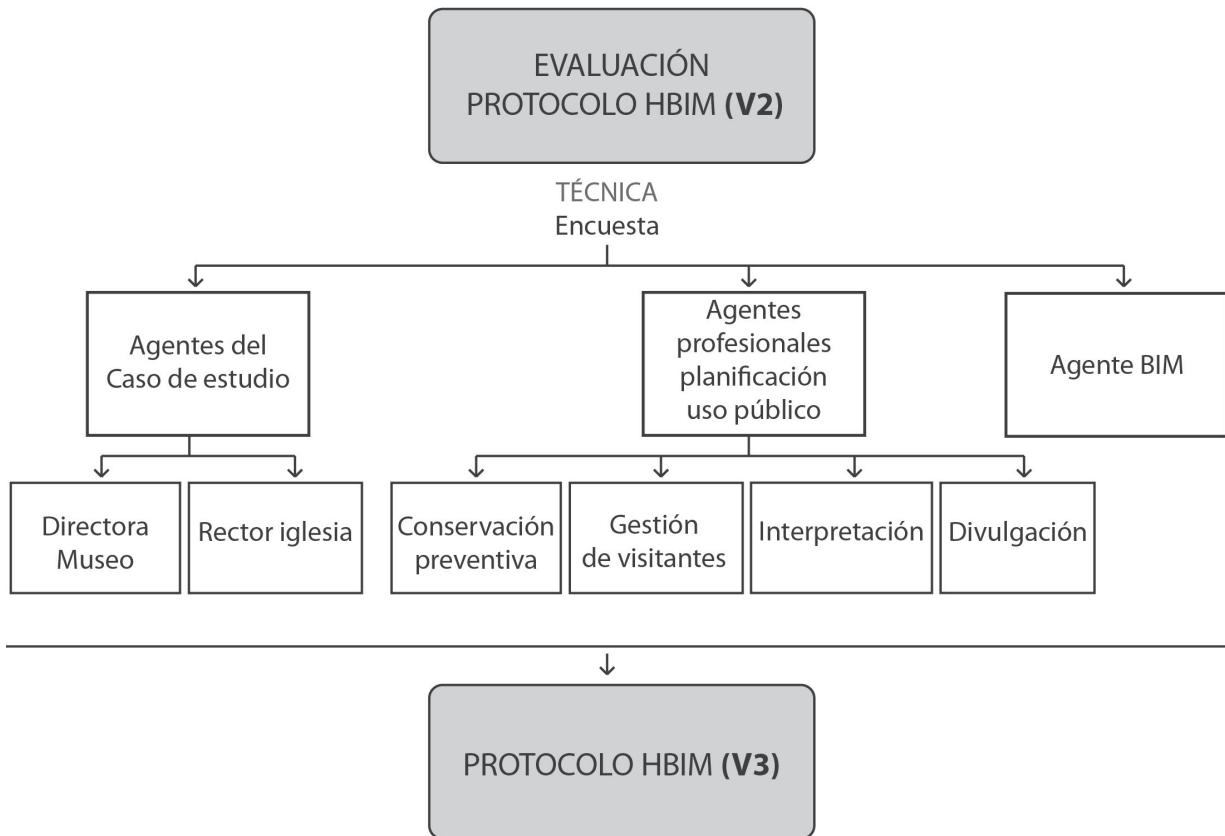 EVALUACIÓN
PROTOCOLO HBIM (V2)
TÉCNICA
Encuesta
Agentes del
Caso de estudio
Agentes
profesionales
planificación
uso público
Agente BIM
Directora
Museo
Rector iglesia
Conservación
preventiva
Gestión
de visitantes
Interpretación
Divulgación
PROTOCOLO HBIM (V3)